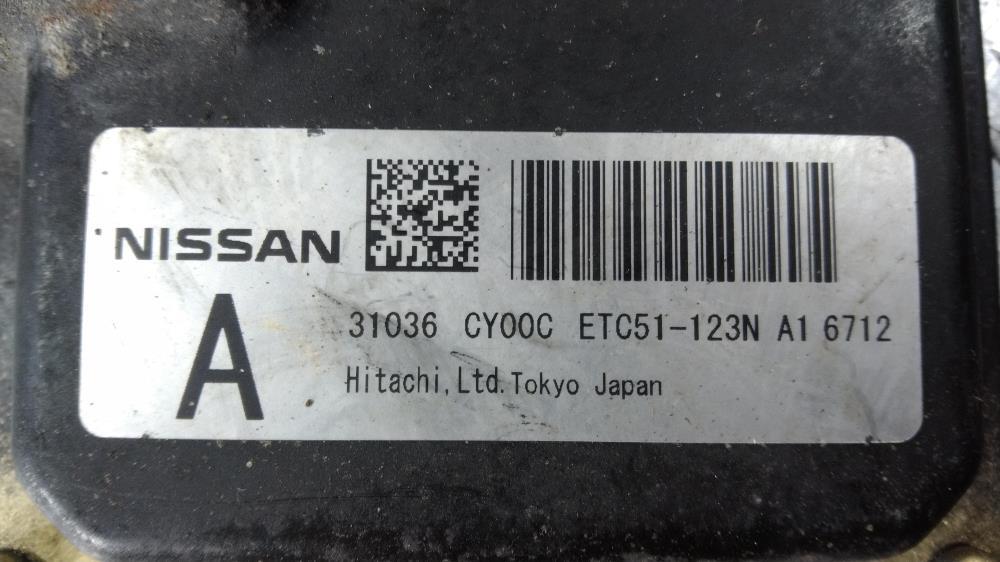 NISSAN
A
31036 CY00C ETC51-123N A1 6712
Hitachi,Ltd.Tokyo Japan